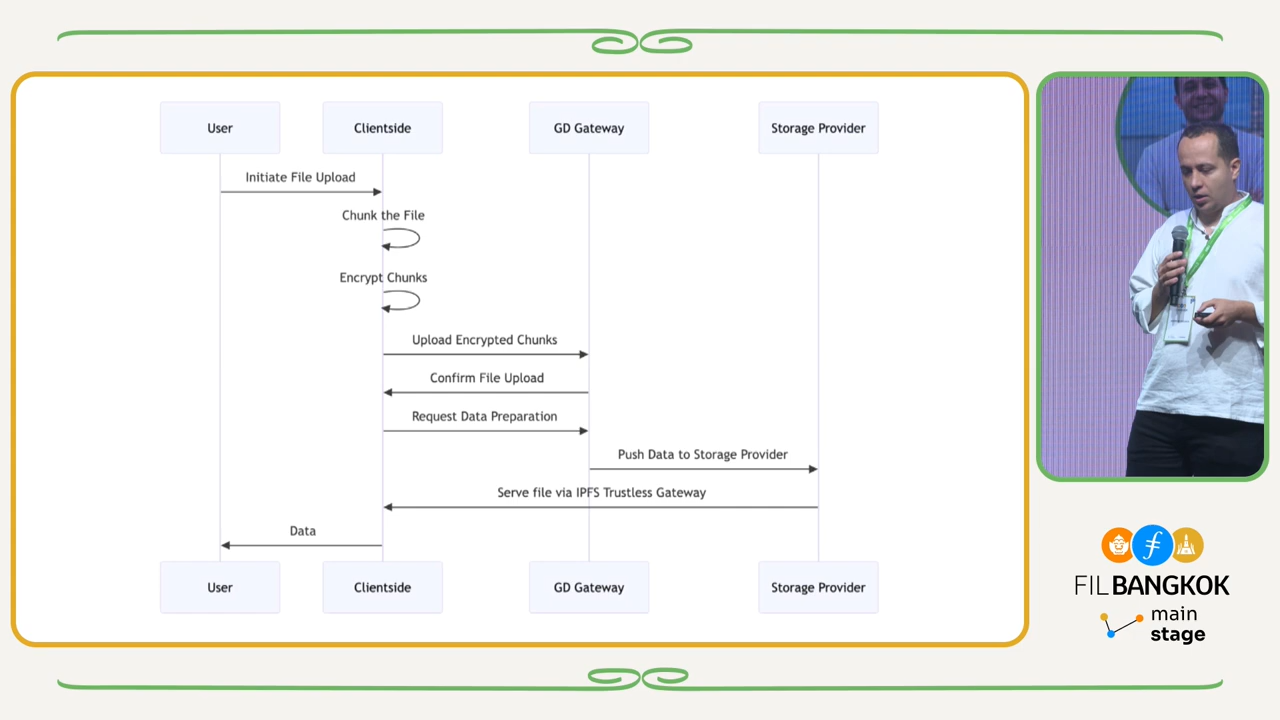 User
Clientside
GD Gateway
Storage Provider
Initiate File Upload
Chunk the File
Encrypt Chunks
Upload Encrypted Chunks
Confirm File Upload
Request Data Preparation
Push Data to Storage Provider
Serve file via IPFS Trustless Gateway
Data
User
Clientside
GD Gateway
Storage Provider
FILBANGKOK
main
stage